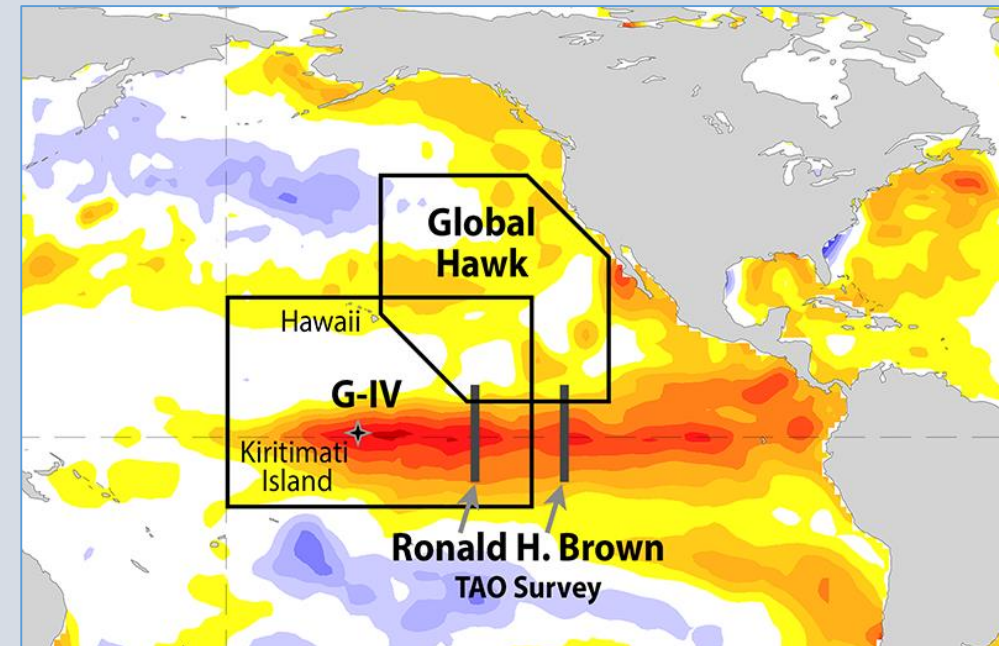 Global
Hawk
Hawaii
G-IV
Kiritimati
Island
Ronald H. Brown
TAO Survey